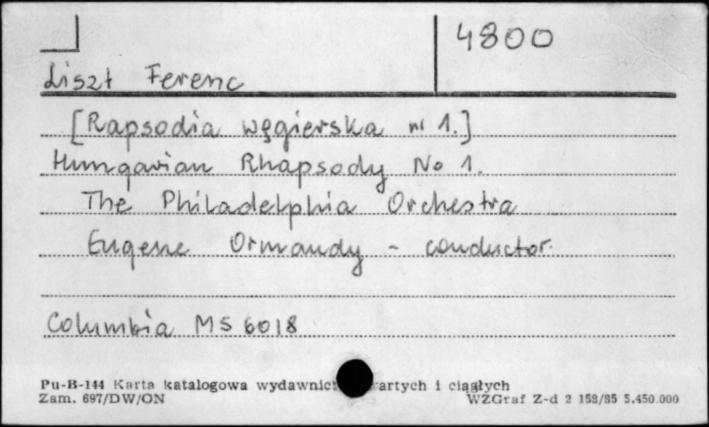 4800
Liszt Ferenc
[Rapsodia węgierska nr 1.]
Hungarian Rhapsody No 1.
The Philadelphia Orchestra
Eugene Ormandy - conductor.
Columbia MS 6018
Pu-B-144 Karta katalogowa wydawnict artych i ciągłych
Zam. 697/DW/ON WZGraf Z-d 2 158/85 5.450.000